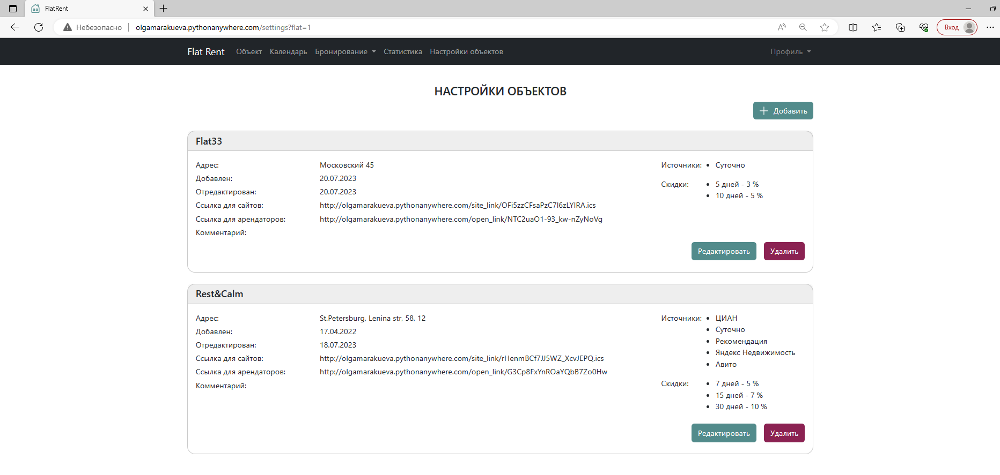 FlatRent
Небезопасно olgamarakueva.pythonanywhere.com/settings?flat=1 Вход
Flat Rent Объект Календарь Бронирование Статистика Настройки объектов Профиль
НАСТРОЙКИ ОБЪЕКТОВ
Добавить
Flat33
Адрес: Московский 45
Добавлен: 20.07.2023
Отредактирован: 20.07.2023
Ссылка для сайтов: http://olgamarakueva.pythonanywhere.com/site_link/OFi5zzCFsaPzC7I6zLYIRA.ics
Ссылка для арендаторов: http://olgamarakueva.pythonanywhere.com/open_link/NTC2uaO1-93_kw-nZyNoVg
Комментарий:
Источники: • Суточно
Скидки: • 5 дней - 3 %
• 10 дней - 5 %
Редактировать Удалить
Rest&Calm
Адрес: St.Petersburg, Lenina str, 58, 12
Добавлен: 17.04.2022
Отредактирован: 18.07.2023
Ссылка для сайтов: http://olgamarakueva.pythonanywhere.com/site_link/rHenmBCf7JJ5WZ_XcvJEPQ.ics
Ссылка для арендаторов: http://olgamarakueva.pythonanywhere.com/open_link/G3Cp8FxYnROaYQbB7Zo0Hw
Комментарий:
Источники: • ЦИАН
• Суточно
• Рекомендация
• Яндекс Недвижимость
• Авито
Скидки: • 7 дней - 5 %
• 15 дней - 7 %
• 30 дней - 10 %
Редактировать Удалить